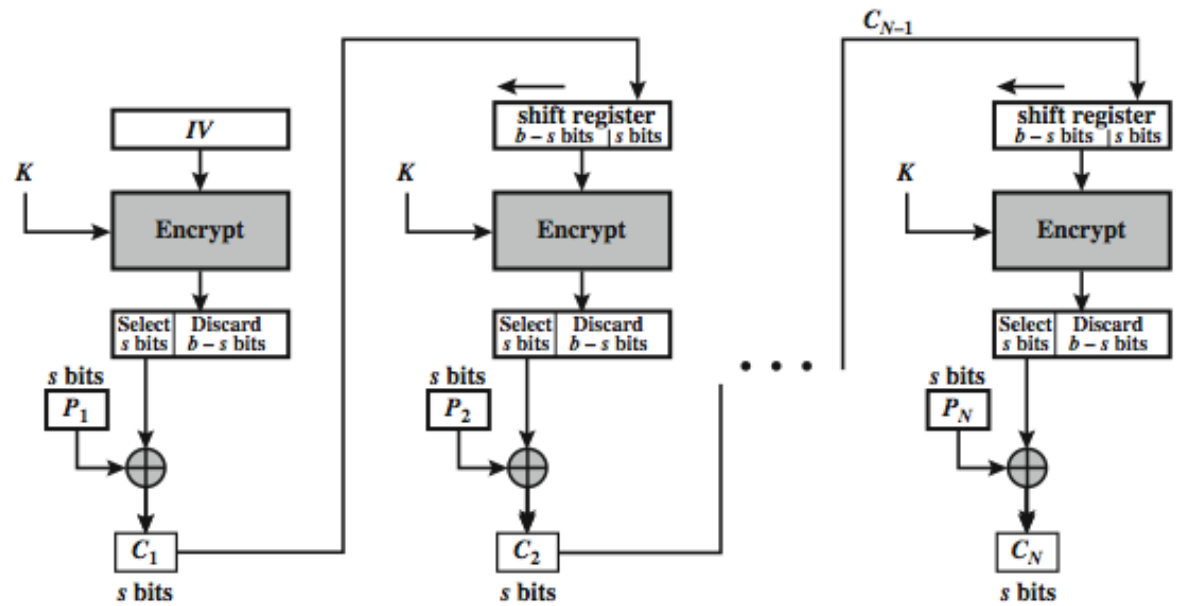 C_{N-1}
IV
K
Encrypt
Select
s bits
Discard
b – s bits
s bits
P_1
C_1
s bits
shift register
b – s bits | s bits
K
Encrypt
Select
s bits
Discard
b – s bits
s bits
P_2
C_2
s bits
• • •
shift register
b – s bits | s bits
K
Encrypt
Select
s bits
Discard
b – s bits
s bits
P_N
C_N
s bits